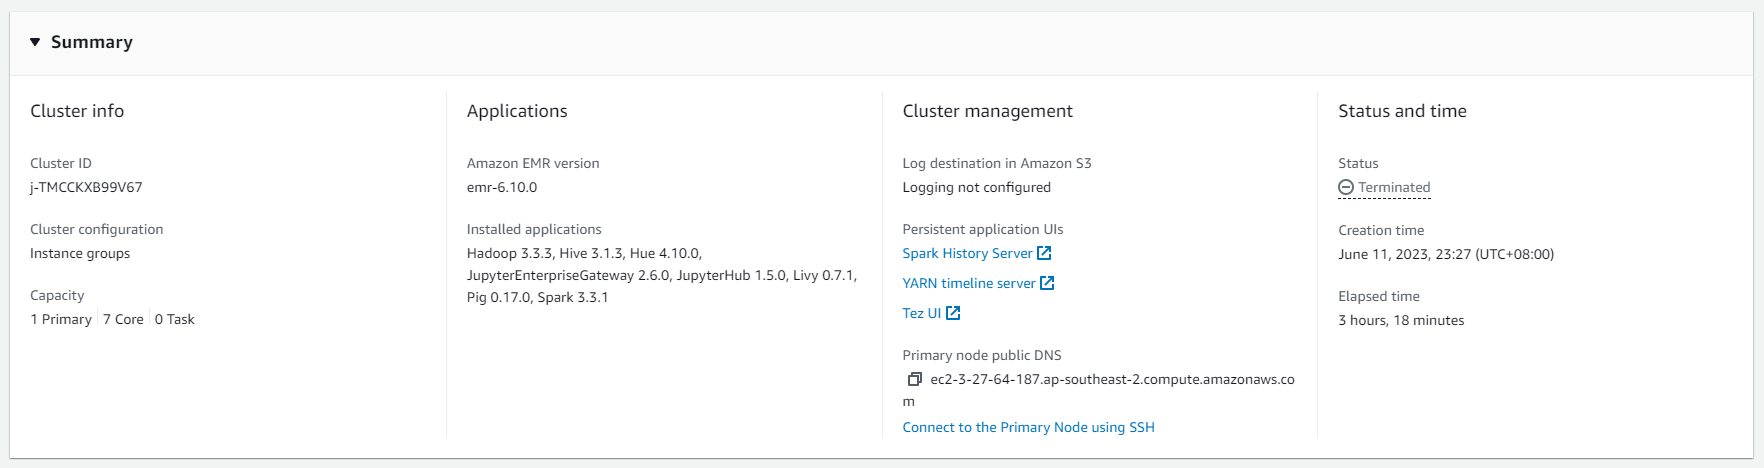 Summary
Cluster info
Cluster ID
j-TMCCKXB99V67
Cluster configuration
Instance groups
Capacity
1 Primary 7 Core 0 Task
Applications
Amazon EMR version
emr-6.10.0
Installed applications
Hadoop 3.3.3, Hive 3.1.3, Hue 4.10.0,
JupyterEnterpriseGateway 2.6.0, JupyterHub 1.5.0, Livy 0.7.1,
Pig 0.17.0, Spark 3.3.1
Cluster management
Log destination in Amazon S3
Logging not configured
Persistent application UIs
Spark History Server
YARN timeline server
Tez UI
Primary node public DNS
ec2-3-27-64-187.ap-southeast-2.compute.amazonaws.co
m
Connect to the Primary Node using SSH
Status and time
Status
Terminated
Creation time
June 11, 2023, 23:27 (UTC+08:00)
Elapsed time
3 hours, 18 minutes